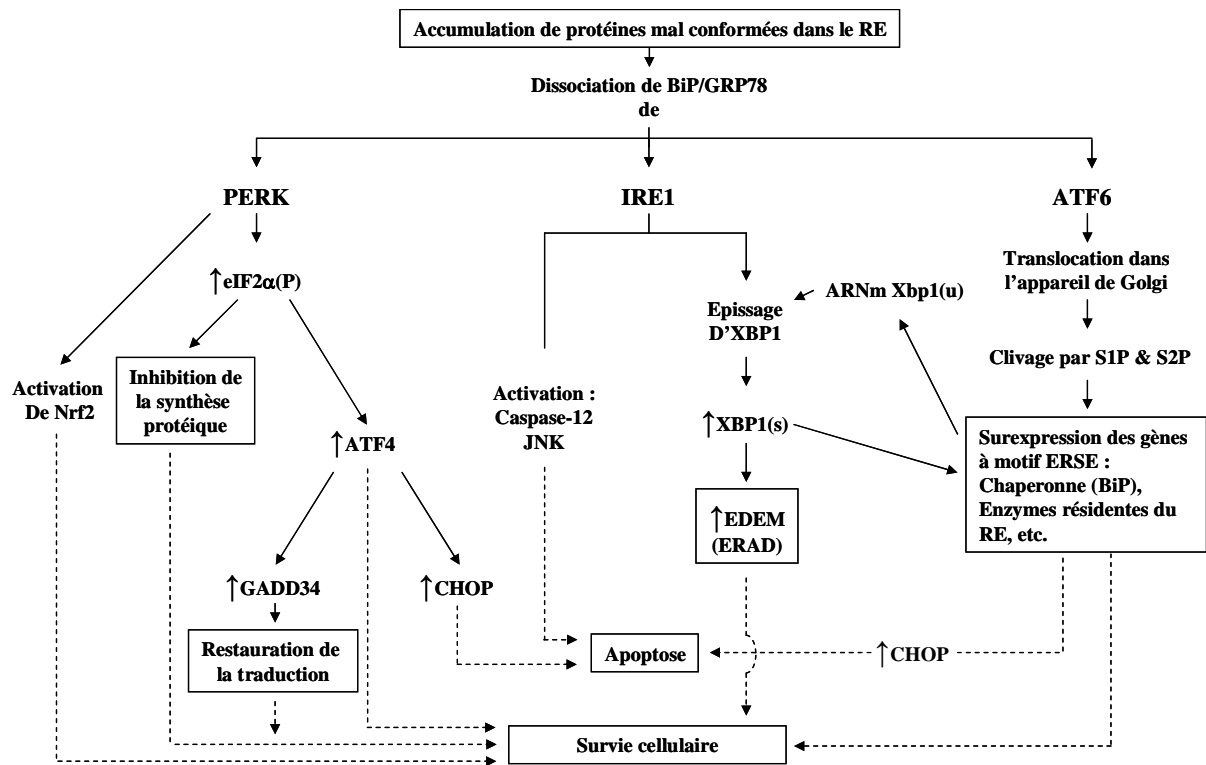 Accumulation de protéines mal conformées dans le RE
Dissociation de BiP/GRP78
de
PERK
IRE1
ATF6
↑eIF2α(P)
Translocation dans
l'appareil de Golgi
ARNm Xbp1(u)
Epissage
D'XBP1
Clivage par S1P & S2P
Activation
De Nrf2
Inhibition de
la synthèse
protéique
Activation :
Caspase-12
JNK
↑ATF4
↑XBP1(s)
Surexpression des gènes
à motif ERSE :
Chaperonne (BiP),
Enzymes résidentes du
RE, etc.
↑EDEM
(ERAD)
↑GADD34
↑CHOP
Restauration de
la traduction
Apoptose
↑CHOP
Survie cellulaire